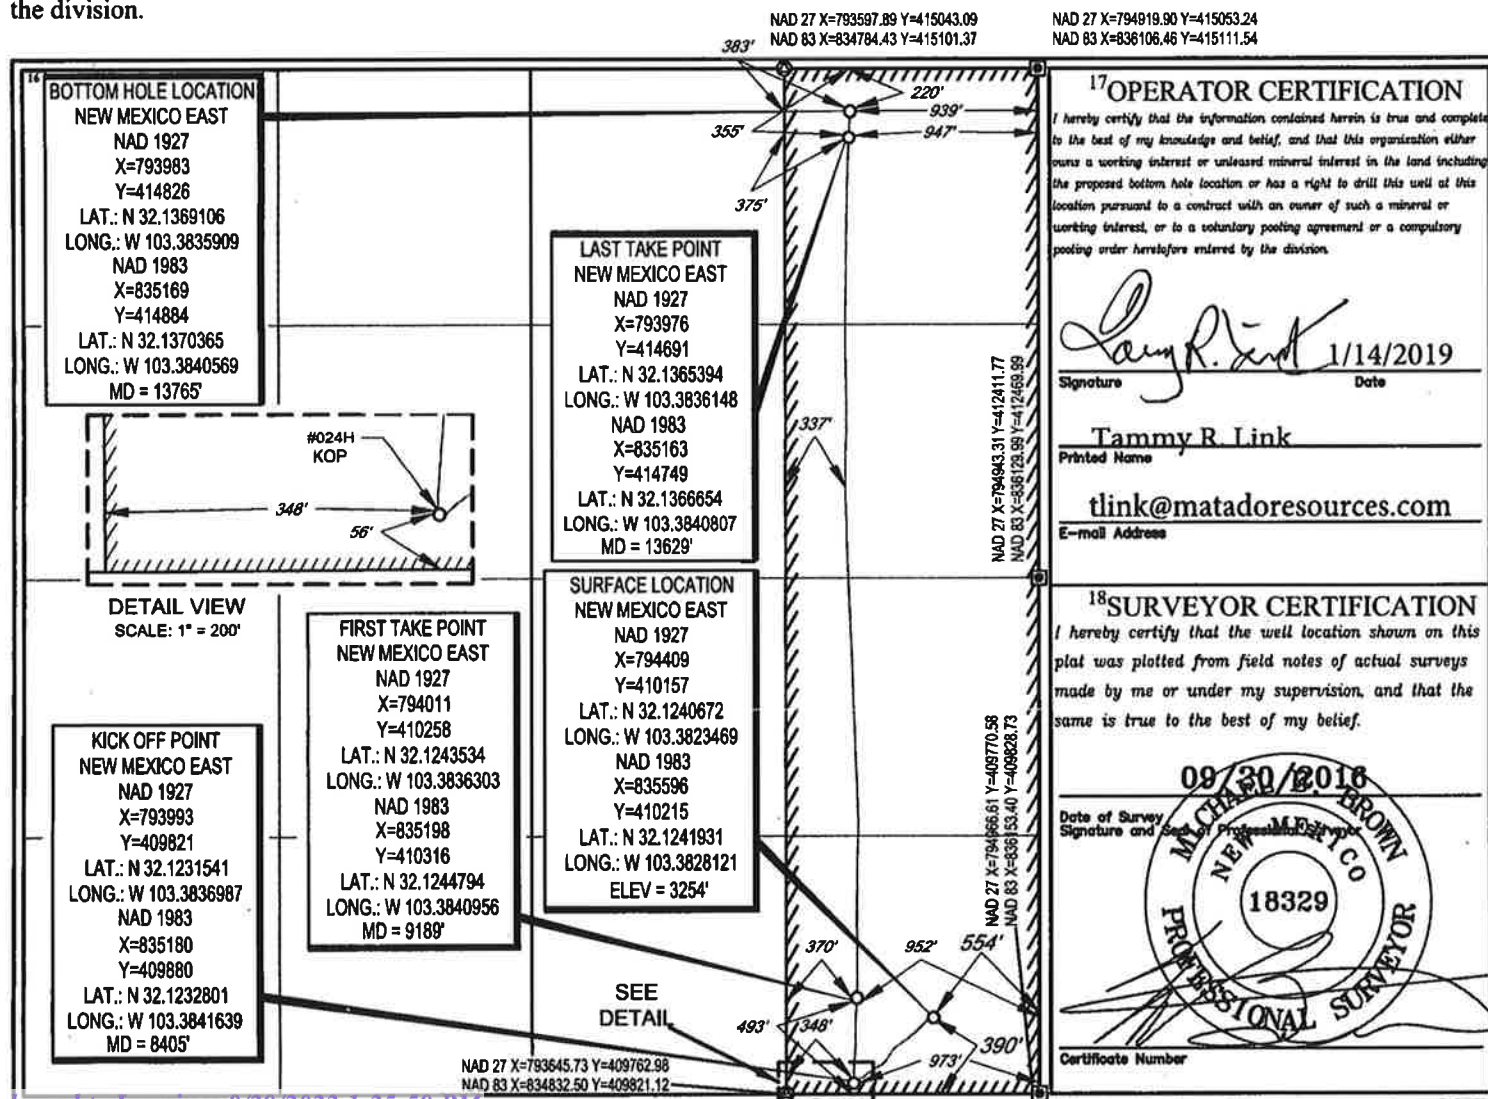 the division.
NAD 27 X=793597.89 Y=415043.09
NAD 83 X=834784.43 Y=415101.37
NAD 27 X=794919.90 Y=415053.24
NAD 83 X=836106.46 Y=415111.54
16
BOTTOM HOLE LOCATION
NEW MEXICO EAST
NAD 1927
X=793983
Y=414826
LAT.: N 32.1369106
LONG.: W 103.3835909
NAD 1983
X=835169
Y=414884
LAT.: N 32.1370365
LONG.: W 103.3840569
MD = 13765'
383'
220'
939'
355'
947'
375'
LAST TAKE POINT
NEW MEXICO EAST
NAD 1927
X=793976
Y=414691
LAT.: N 32.1365394
LONG.: W 103.3836148
NAD 1983
X=835163
Y=414749
LAT.: N 32.1366654
LONG.: W 103.3840807
MD = 13629'
337'
NAD 27 X=794943.31 Y=412411.77
NAD 83 X=836129.99 Y=412469.99
#024H
KOP
348'
56'
DETAIL VIEW
SCALE: 1" = 200'
SURFACE LOCATION
NEW MEXICO EAST
NAD 1927
X=794409
Y=410157
LAT.: N 32.1240672
LONG.: W 103.3823469
NAD 1983
X=835596
Y=410215
LAT.: N 32.1241931
LONG.: W 103.3828121
ELEV = 3254'
FIRST TAKE POINT
NEW MEXICO EAST
NAD 1927
X=794011
Y=410258
LAT.: N 32.1243534
LONG.: W 103.3836303
NAD 1983
X=835198
Y=410316
LAT.: N 32.1244794
LONG.: W 103.3840956
MD = 9189'
KICK OFF POINT
NEW MEXICO EAST
NAD 1927
X=793993
Y=409821
LAT.: N 32.1231541
LONG.: W 103.3836987
NAD 1983
X=835180
Y=409880
LAT.: N 32.1232801
LONG.: W 103.3841639
MD = 8405'
NAD 27 X=794966.61 Y=409770.58
NAD 83 X=836153.40 Y=409828.73
370'
952'
554'
SEE
DETAIL
493'
348'
390'
973'
NAD 27 X=793645.73 Y=409762.98
NAD 83 X=834832.50 Y=409821.12
17 OPERATOR CERTIFICATION
I hereby certify that the information contained herein is true and complete
to the best of my knowledge and belief, and that this organization either
owns a working interest or unleased mineral interest in the land including
the proposed bottom hole location or has a right to drill this well at this
location pursuant to a contract with an owner of such a mineral or
working interest, or to a voluntary pooling agreement or a compulsory
pooling order heretofore entered by the division.
1/14/2019
Signature Date
Tammy R. Link
Printed Name
tlink@matadoresources.com
E-mail Address
18 SURVEYOR CERTIFICATION
I hereby certify that the well location shown on this
plat was plotted from field notes of actual surveys
made by me or under my supervision, and that the
same is true to the best of my belief.
09/30/2016
Date of Survey
Signature and Seal of Professional Surveyor
MICHAEL BROWN
NEW MEXICO
18329
PROFESSIONAL SURVEYOR
Certificate Number